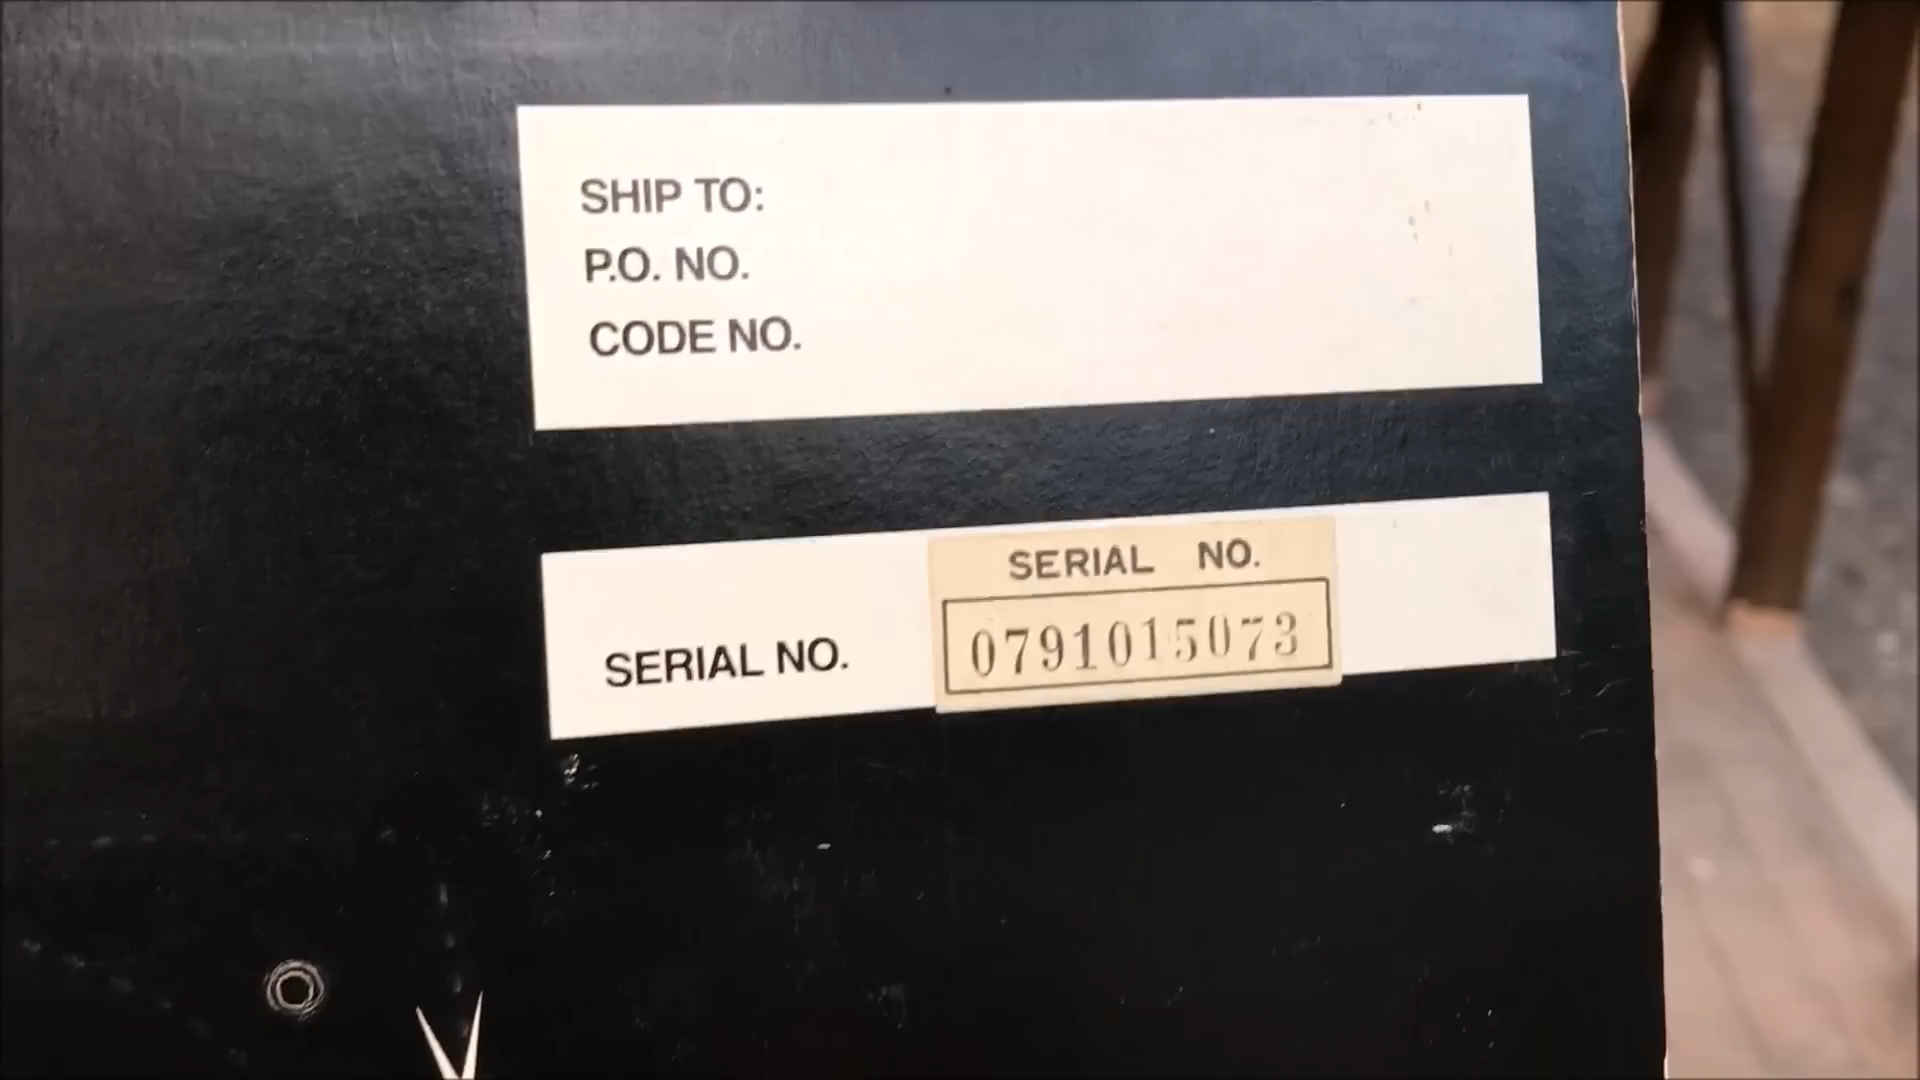 SHIP TO:
P.O. NO.
CODE NO.
SERIAL NO.
SERIAL NO.
0791015073